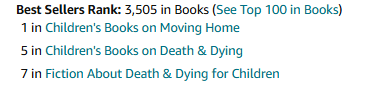 Best Sellers Rank: 3,505 in Books (See Top 100 in Books)
1 in Children's Books on Moving Home
5 in Children's Books on Death & Dying
7 in Fiction About Death & Dying for Children